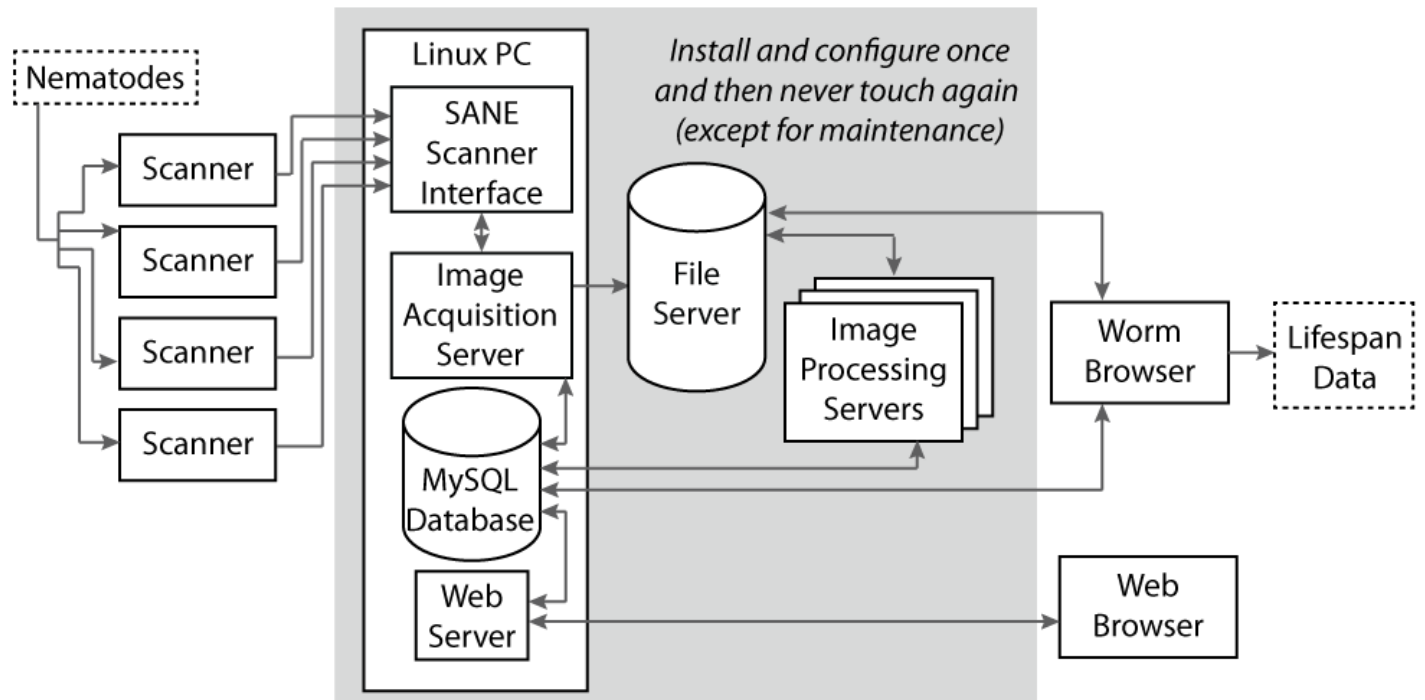 Nematodes
Scanner
Scanner
Scanner
Scanner
Linux PC
SANE
Scanner
Interface
Image
Acquisition
Server
MySQL
Database
Web
Server
Install and configure once
and then never touch again
(except for maintenance)
File
Server
Image
Processing
Servers
Worm
Browser
Lifespan
Data
Web
Browser